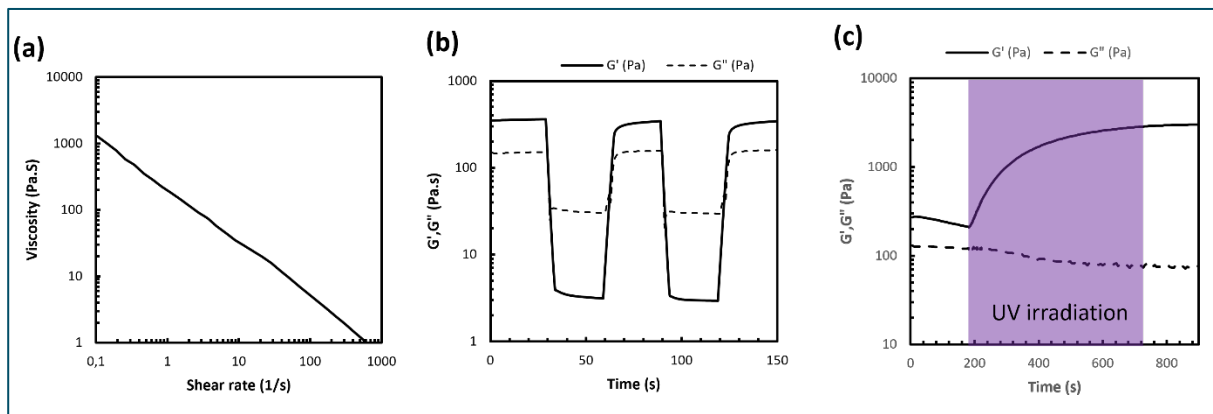 (a)
Viscosity (Pa.S)
10000
1000
100
10
1
0,1
1
10
100
1000
Shear rate (1/s)
(b)
G' (Pa)
G" (Pa)
G',G" (Pa.s)
1000
100
10
1
0
50
100
150
Time (s)
(c)
G' (Pa)
G" (Pa)
G',G" (Pa)
10000
1000
100
10
0
200
400
600
800
UV irradiation
Time (s)